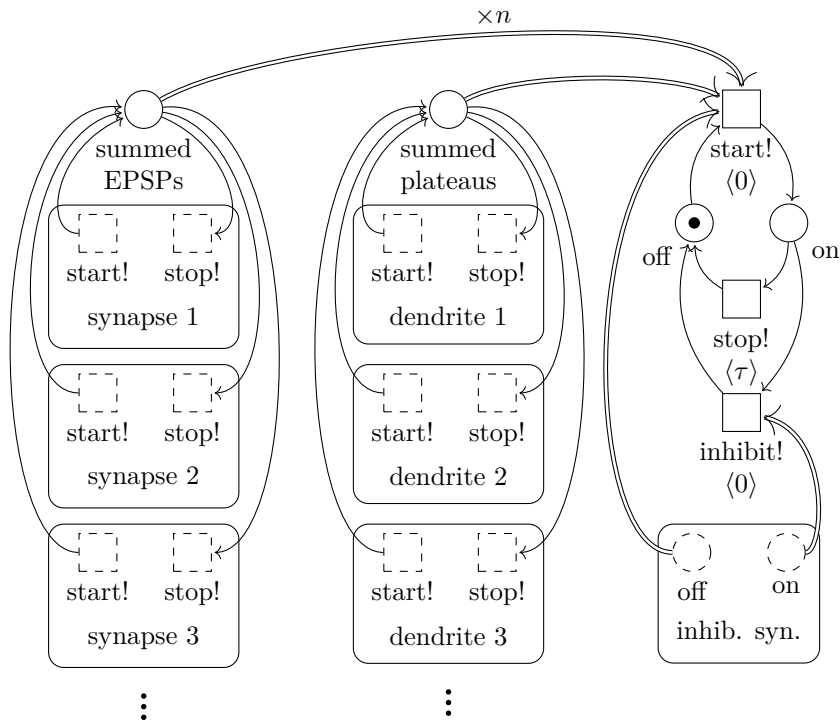 ×n
summed
EPSPs
summed
plateaus
start!
⟨0⟩
off
on
stop!
⟨τ⟩
inhibit!
⟨0⟩
off
on
inhib. syn.
start! stop!
synapse 1
start! stop!
synapse 2
start! stop!
synapse 3
start! stop!
dendrite 1
start! stop!
dendrite 2
start! stop!
dendrite 3